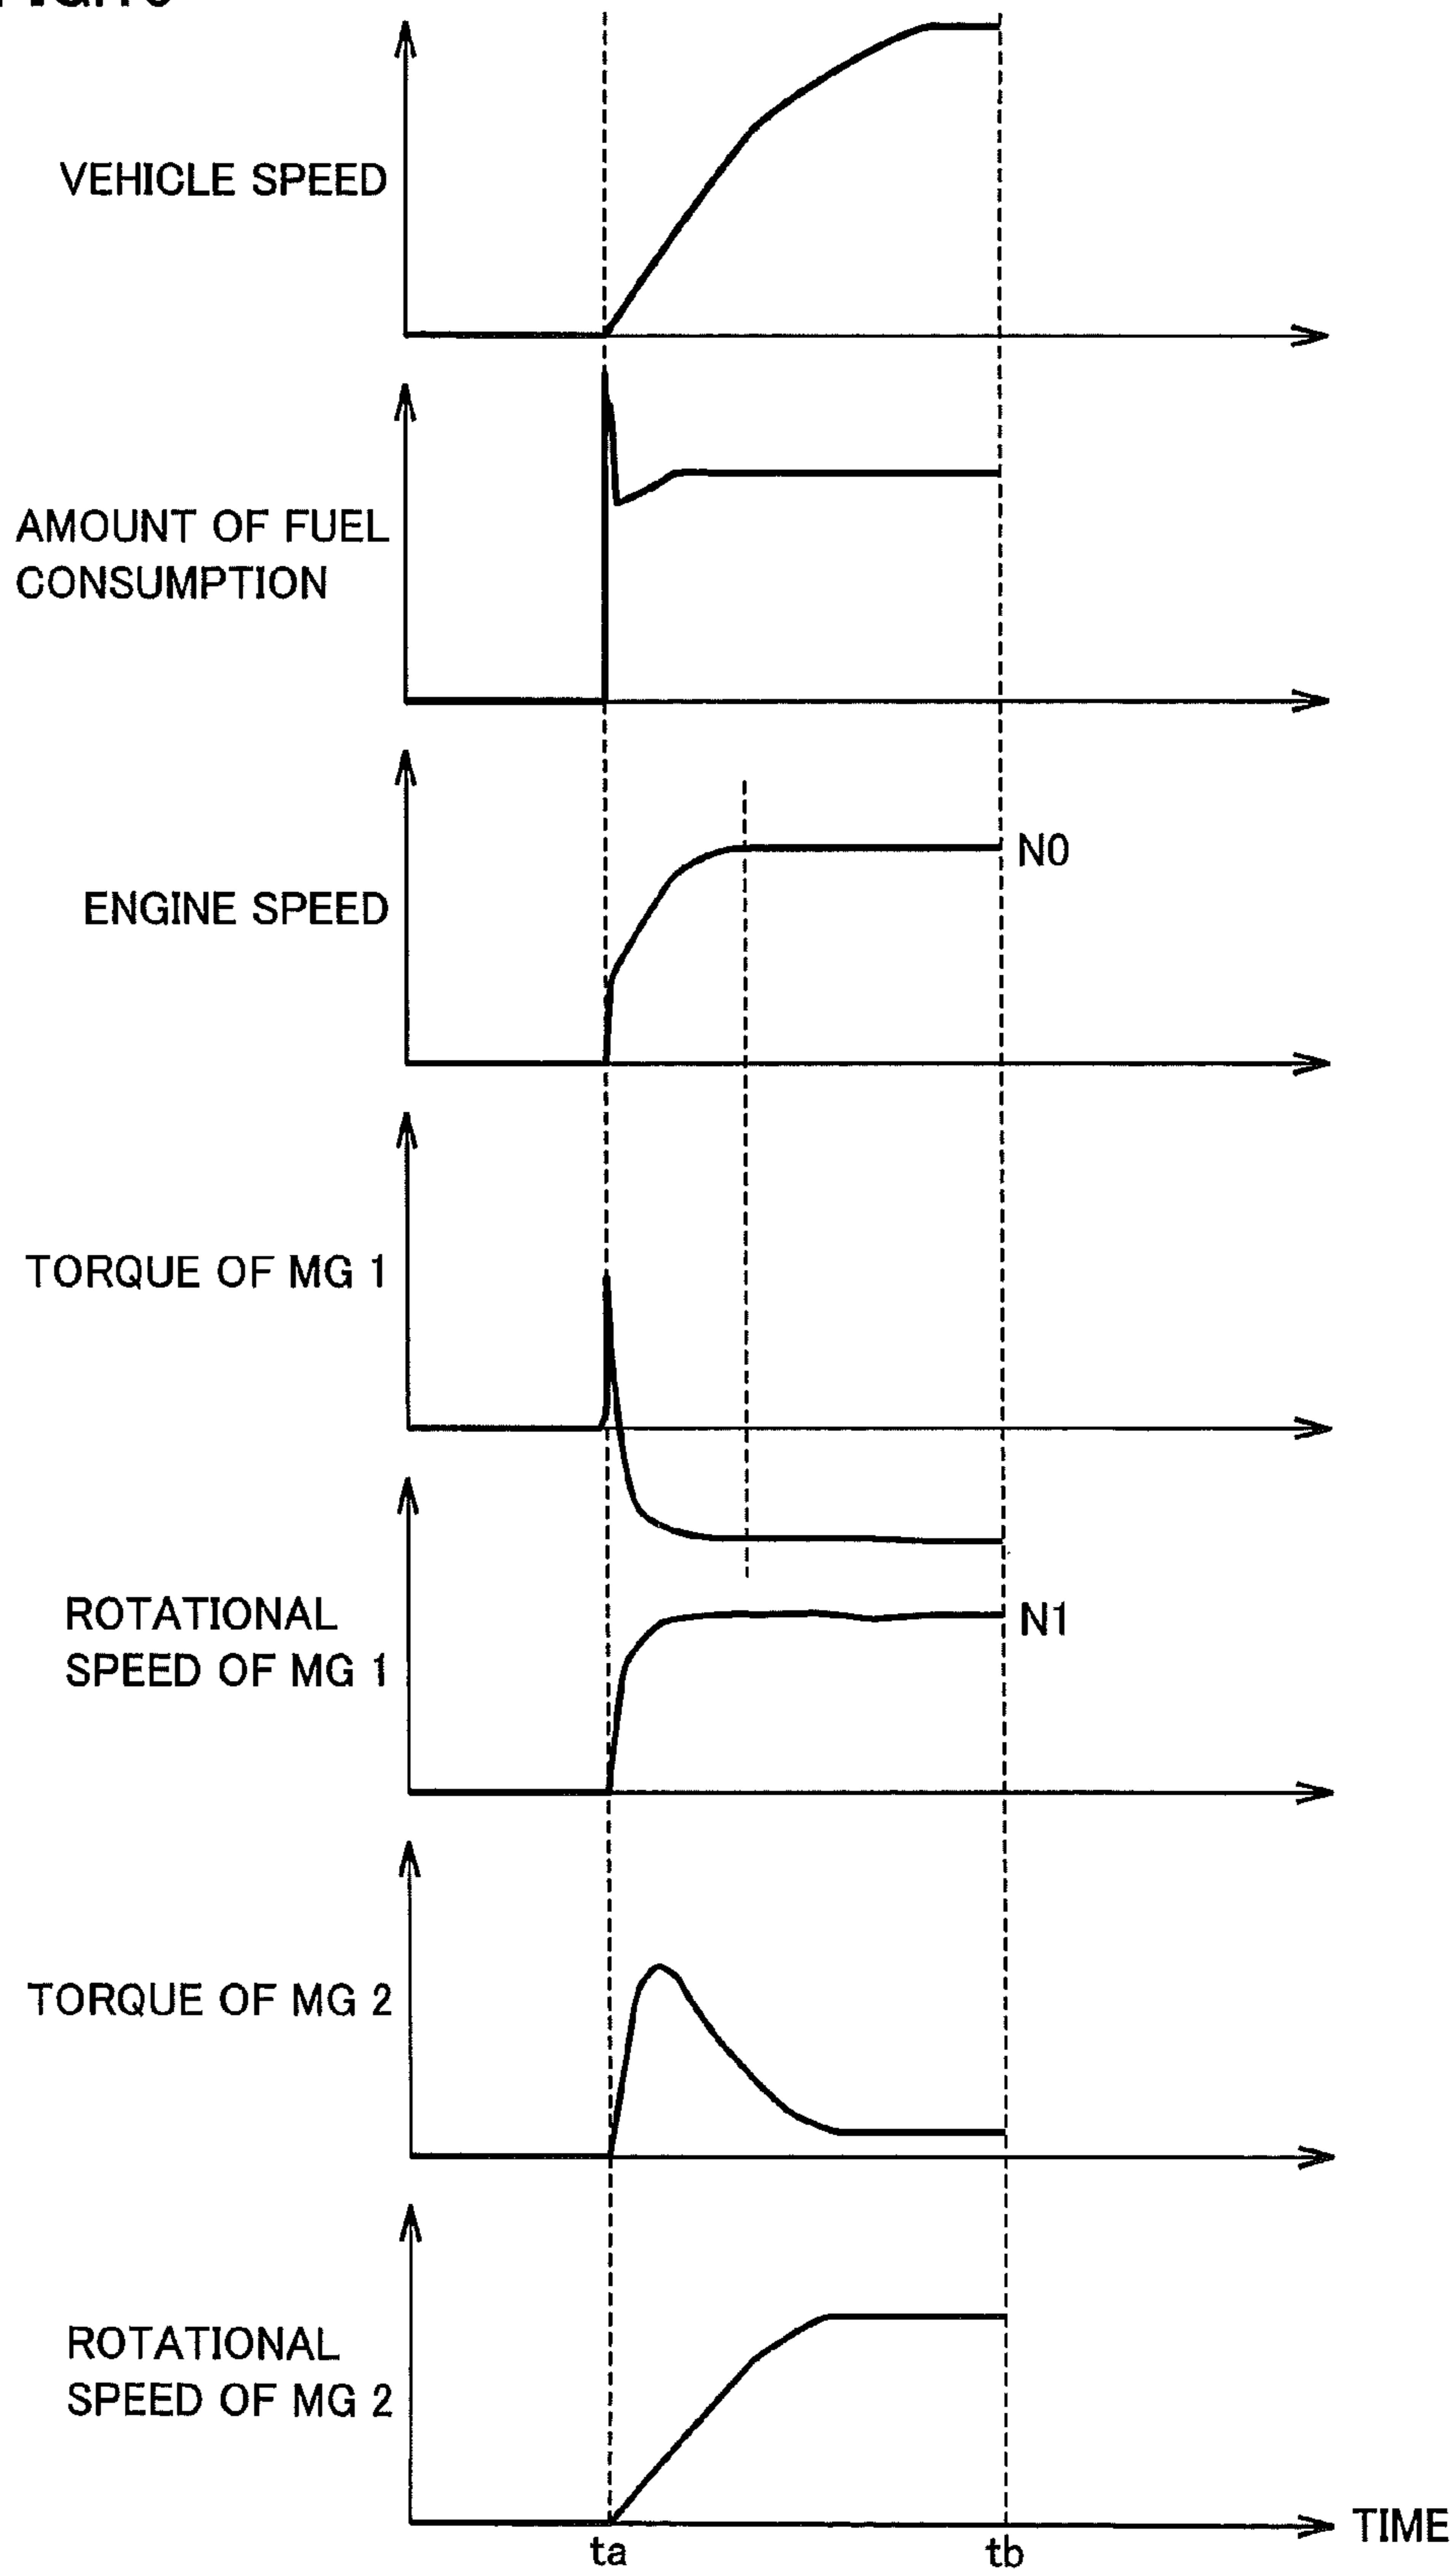 VEHICLE SPEED
AMOUNT OF FUEL
CONSUMPTION
ENGINE SPEED
N0
TORQUE OF MG 1
ROTATIONAL
SPEED OF MG 1
N1
TORQUE OF MG 2
ROTATIONAL
SPEED OF MG 2
TIME
ta
tb